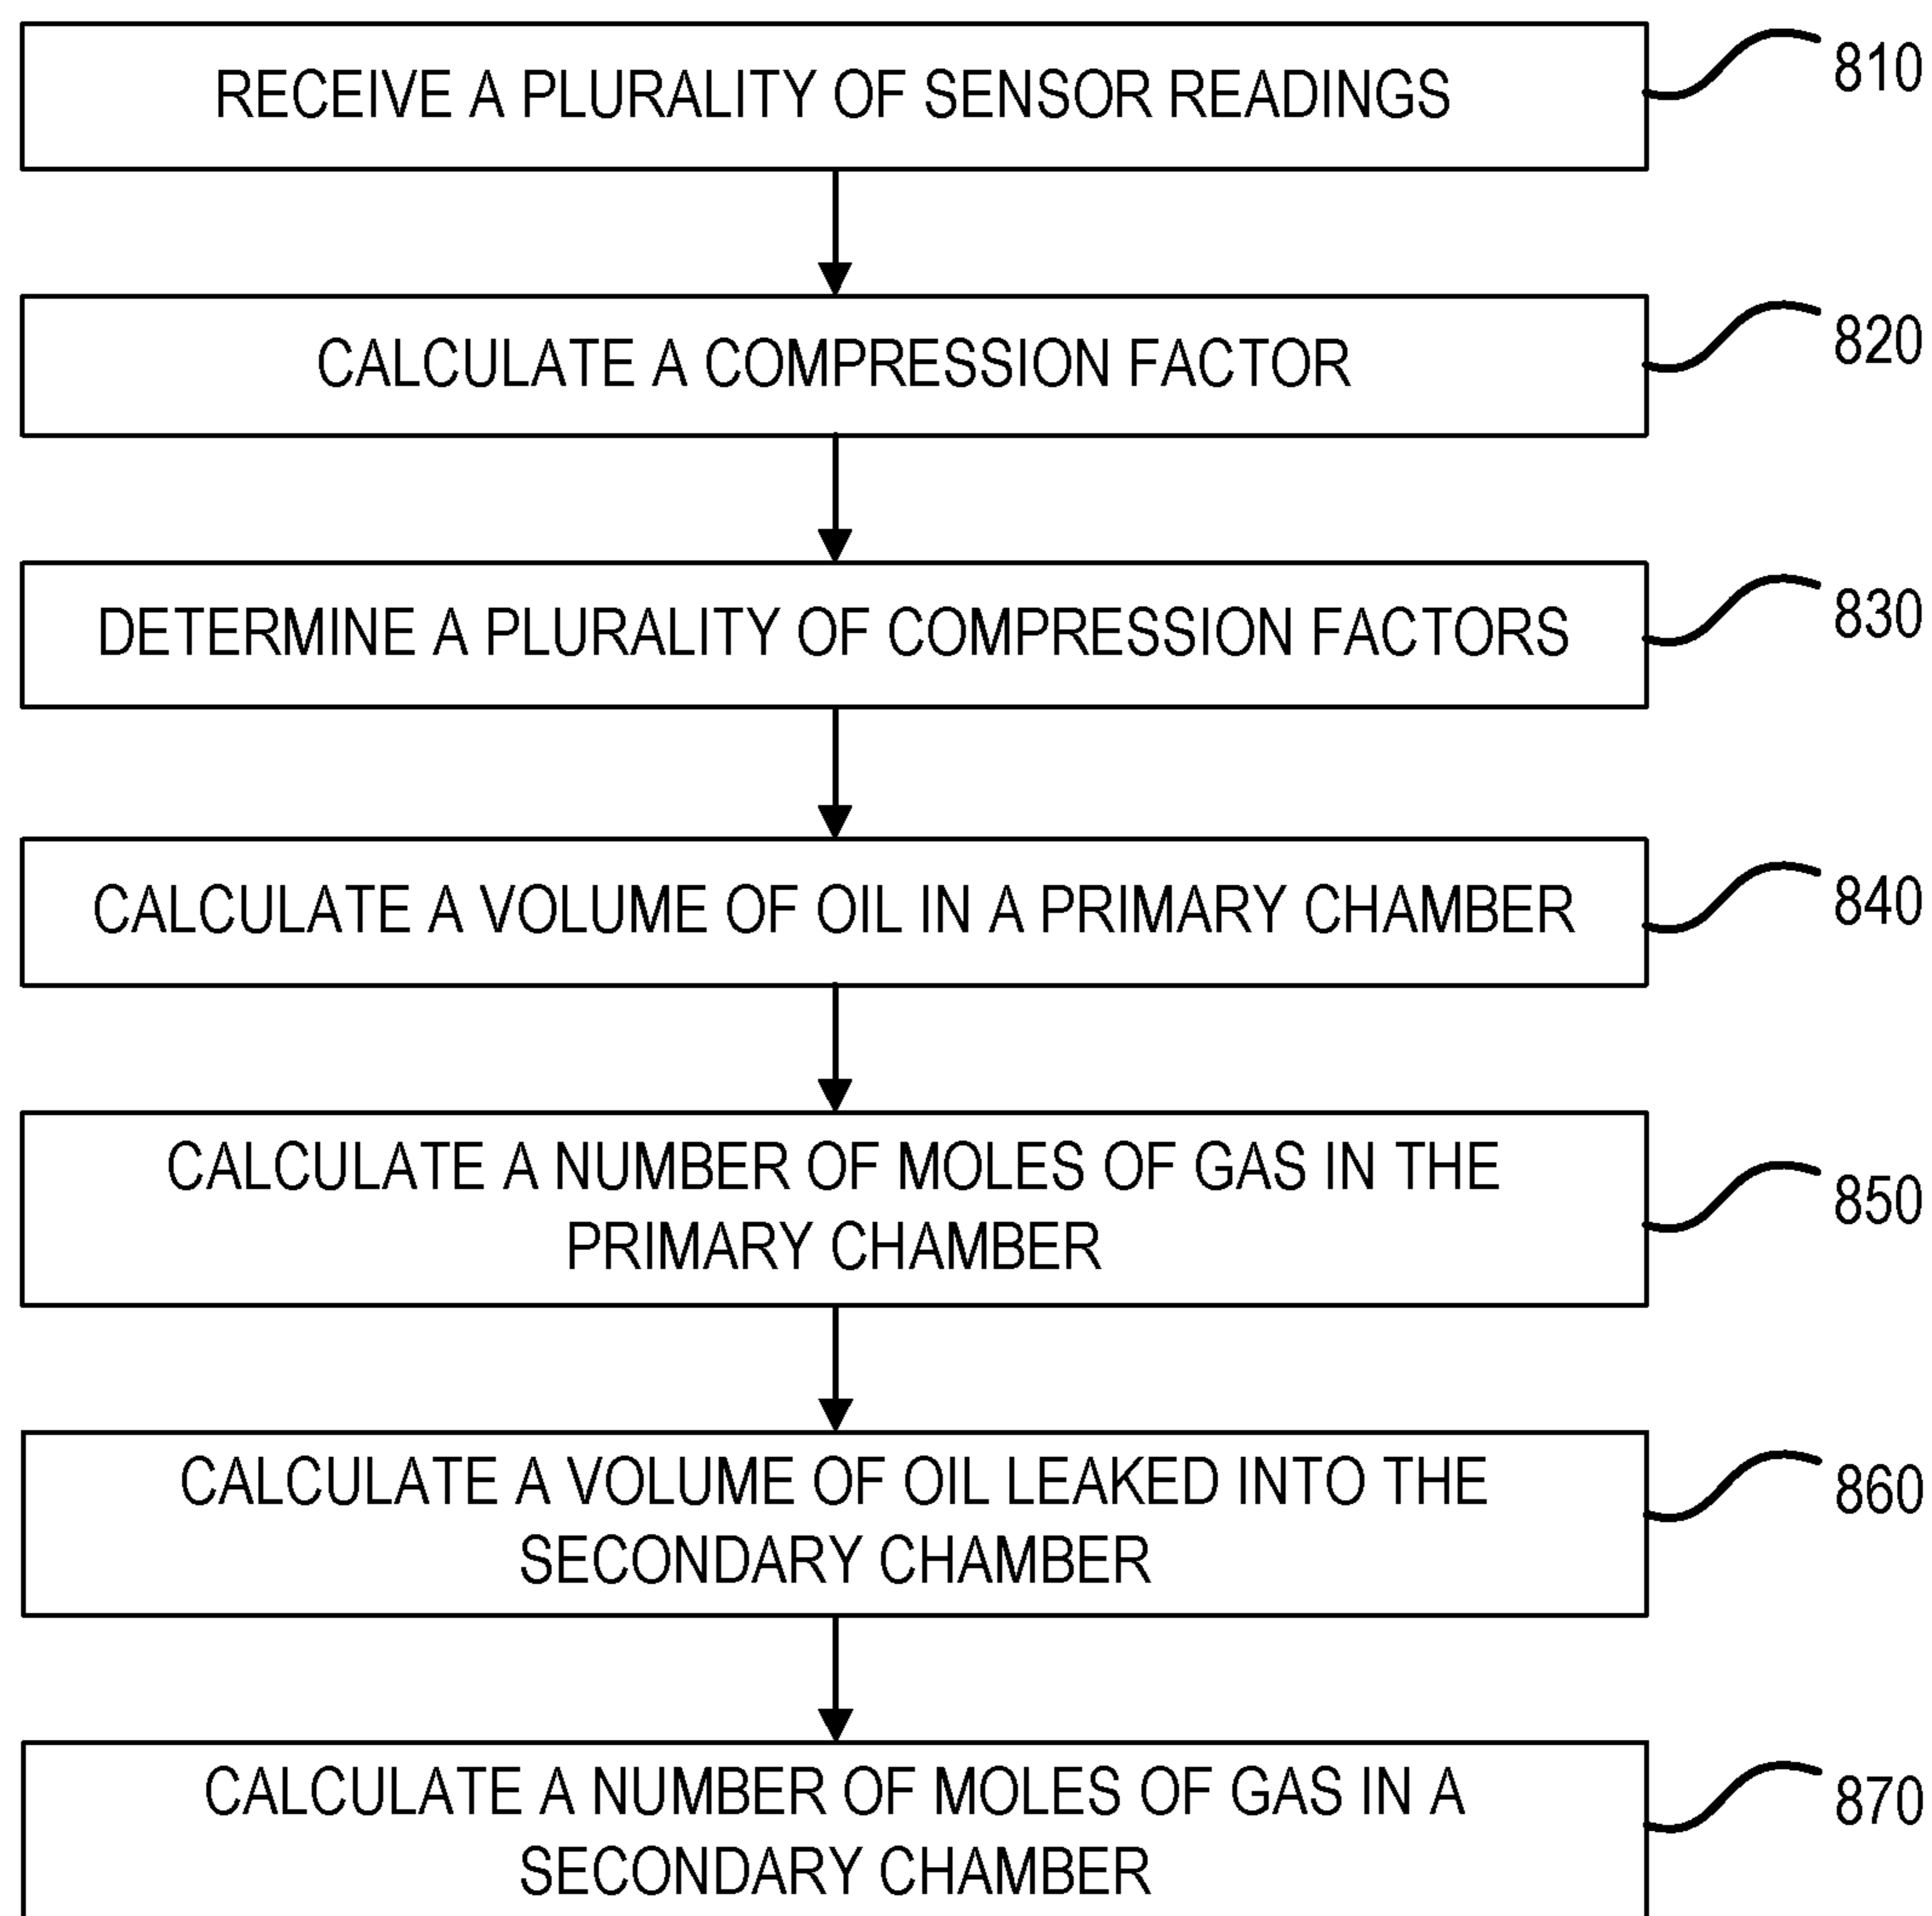 RECEIVE A PLURALITY OF SENSOR READINGS
810
CALCULATE A COMPRESSION FACTOR
820
DETERMINE A PLURALITY OF COMPRESSION FACTORS
830
CALCULATE A VOLUME OF OIL IN A PRIMARY CHAMBER
840
CALCULATE A NUMBER OF MOLES OF GAS IN THE
PRIMARY CHAMBER
850
CALCULATE A VOLUME OF OIL LEAKED INTO THE
SECONDARY CHAMBER
860
CALCULATE A NUMBER OF MOLES OF GAS IN A
SECONDARY CHAMBER
870